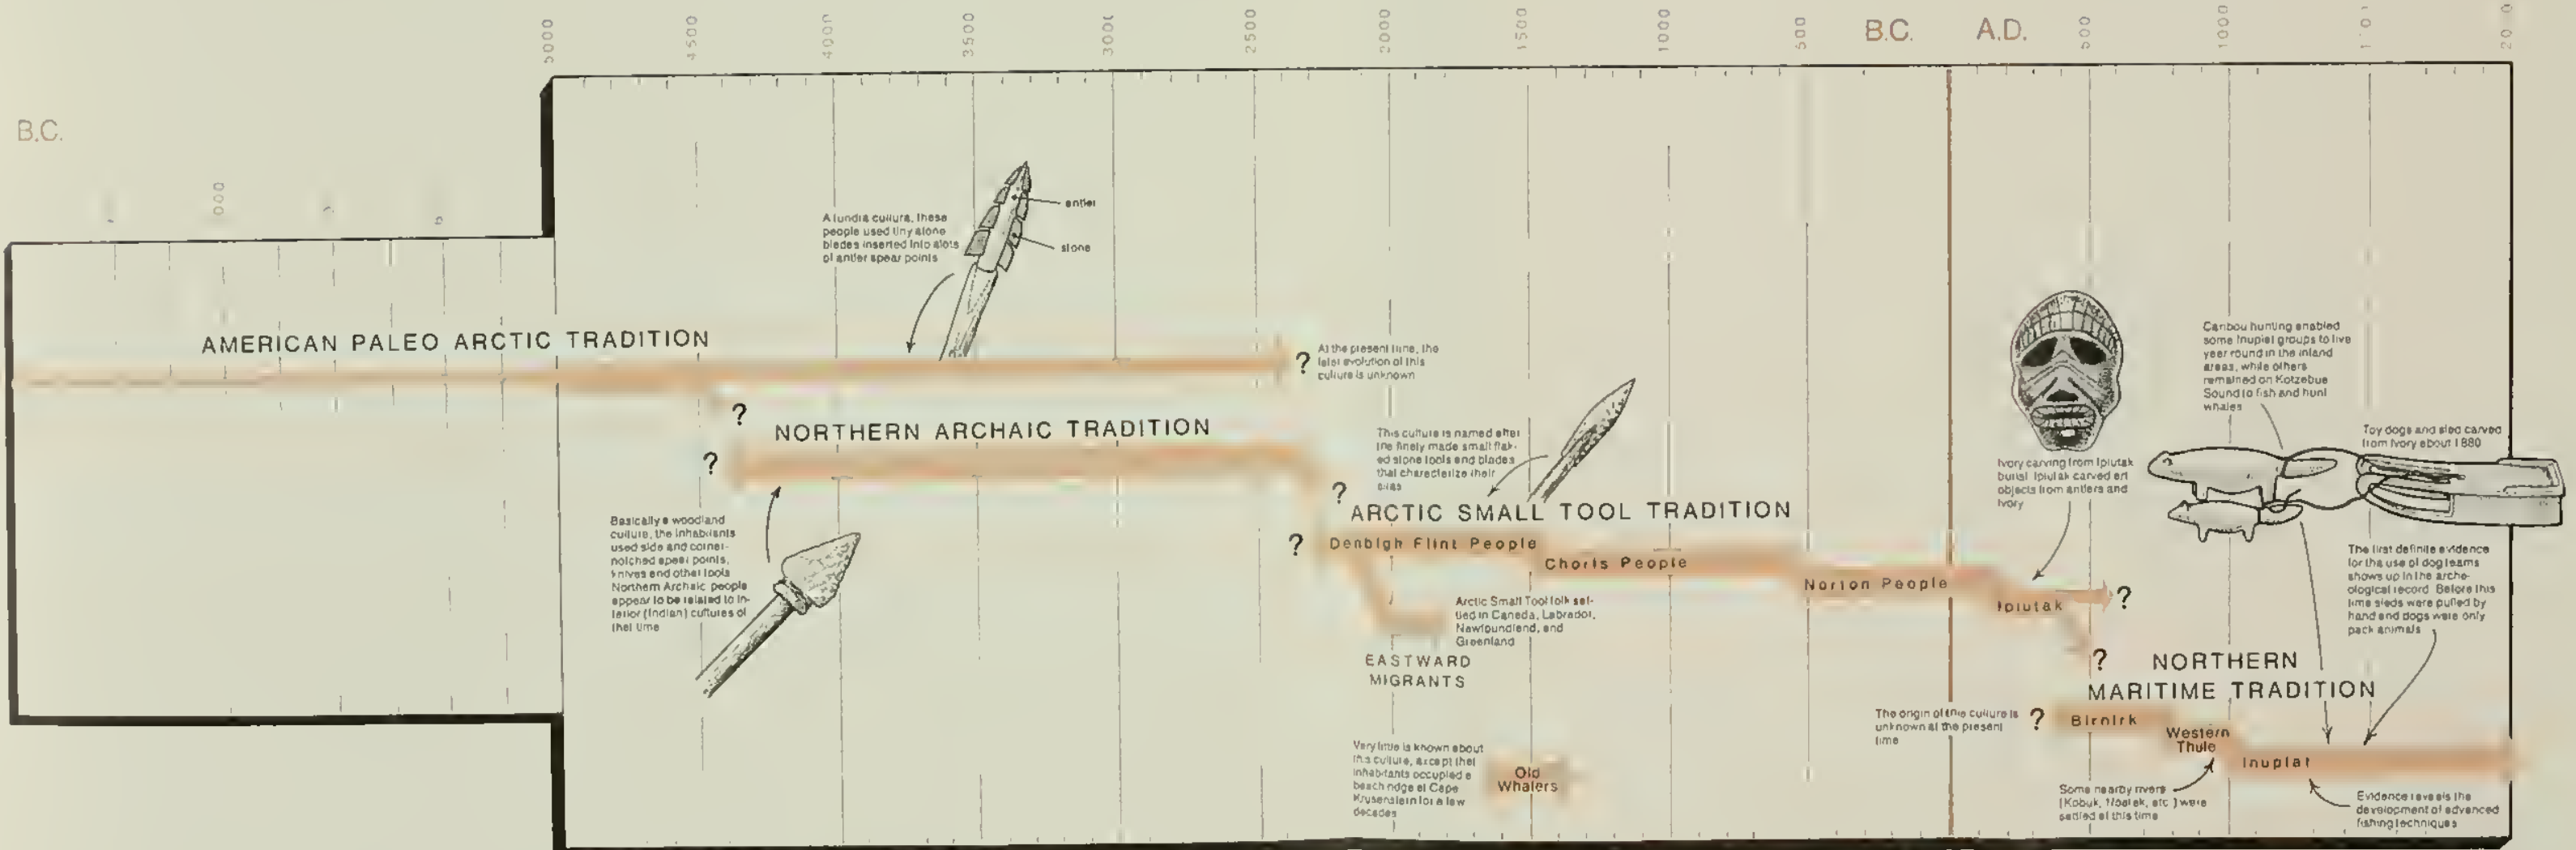 5000
4500
4000
3500
3000
2500
2000
1500
1000
500
B.C.
A.D.
500
1000
B.C.
antler
stone
A tundra culture, these
people used tiny stone
blades inserted into slots
of antler spear points
AMERICAN PALEO ARCTIC TRADITION
?
At the present time, the
later evolution of this
culture is unknown
?
NORTHERN ARCHAIC TRADITION
?
Basically a woodland
culture, the inhabitants
used side and corner-
notched spear points,
knives and other tools
Northern Archaic people
appear to be related to in-
terior (Indian) cultures of
that time
This culture is named after
the finely made small flak-
ed stone tools and blades
that characterize their
sites
?
ARCTIC SMALL TOOL TRADITION
?
Denbigh Flint People
Choris People
Norton People
Ipiutak
?
Arctic Small Tool folk set-
tled in Canada, Labrador,
Newfoundland, and
Greenland
EASTWARD
MIGRANTS
Very little is known about
this culture, except that
inhabitants occupied a
beach ridge at Cape
Krusenstern for a few
decades
Old
Whalers
Ivory carving from Ipiutak
burial Ipiutak carved art
objects from antlers and
ivory
Caribou hunting enabled
some Inupiat groups to live
year round in the inland
areas, while others
remained on Kotzebue
Sound to fish and hunt
whales
Toy dogs and sled carved
from ivory about 1880
The first definite evidence
for the use of dog teams
shows up in the arche-
ological record Before this
time sleds were pulled by
hand and dogs were only
pack animals
?
NORTHERN
MARITIME TRADITION
The origin of this culture is
unknown at the present
time
?
Birnirk
Western
Thule
Inupiat
Some nearby rivers
(Kobuk, Noatak, etc ) were
settled at this time
Evidence reveals the
development of advanced
fishing techniques